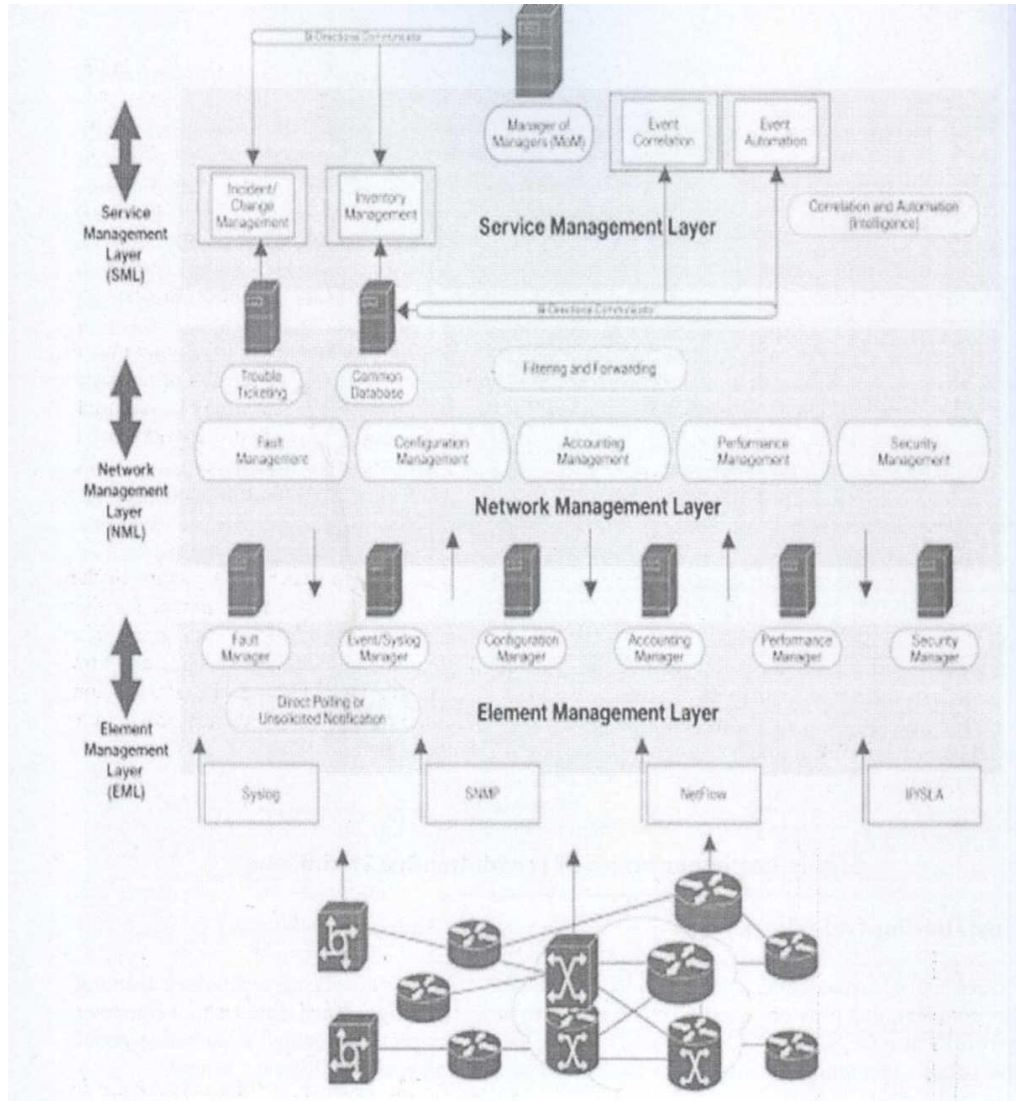 Bi-Directional Communicator
Manager of
Managers (MoM)
Event
Correlation
Event
Automation
Incident/
Change
Management
Inventory
Management
Correlation and Automation
(Intelligence)
Service
Management
Layer
(SML)
Service Management Layer
Bi-Directional Communicator
Trouble
Ticketing
Common
Database
Filtering and Forwarding
Fault
Management
Configuration
Management
Accounting
Management
Performance
Management
Security
Management
Network
Management
Layer
(NML)
Network Management Layer
Fault
Manager
Event/Syslog
Manager
Configuration
Manager
Accounting
Manager
Performance
Manager
Security
Manager
Direct Polling or
Unsolicited Notification
Element Management Layer
Element
Management
Layer
(EML)
Syslog
SNMP
NetFlow
IP/SLA